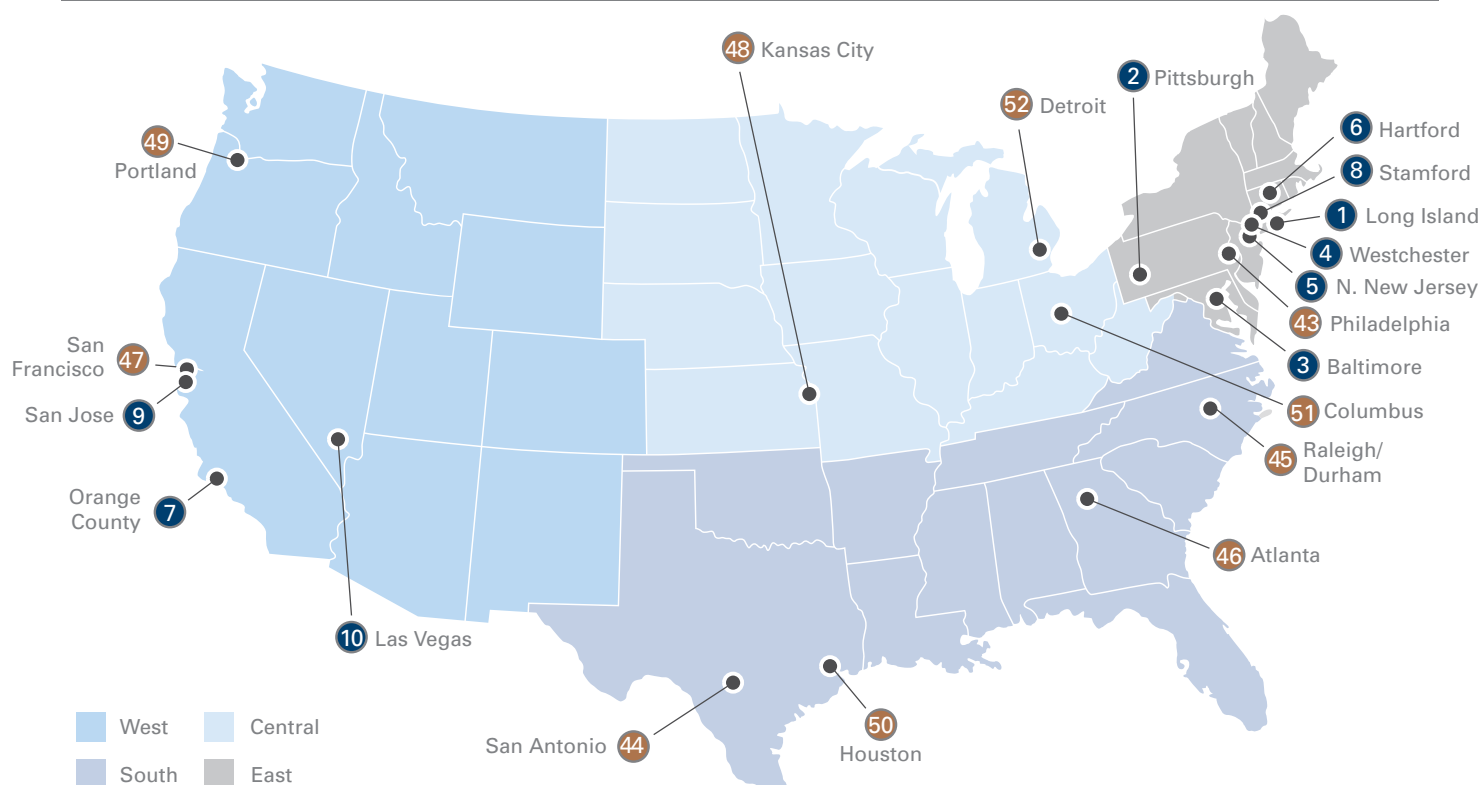 48 Kansas City
2 Pittsburgh
52 Detroit
6 Hartford
49
Portland
8 Stamford
1 Long Island
4 Westchester
5 N. New Jersey
43 Philadelphia
San
Francisco
47
3 Baltimore
San Jose 9
51 Columbus
45
Raleigh/
Durham
Orange
County
7
46 Atlanta
10 Las Vegas
50
Houston
San Antonio 44
West
Central
South
East